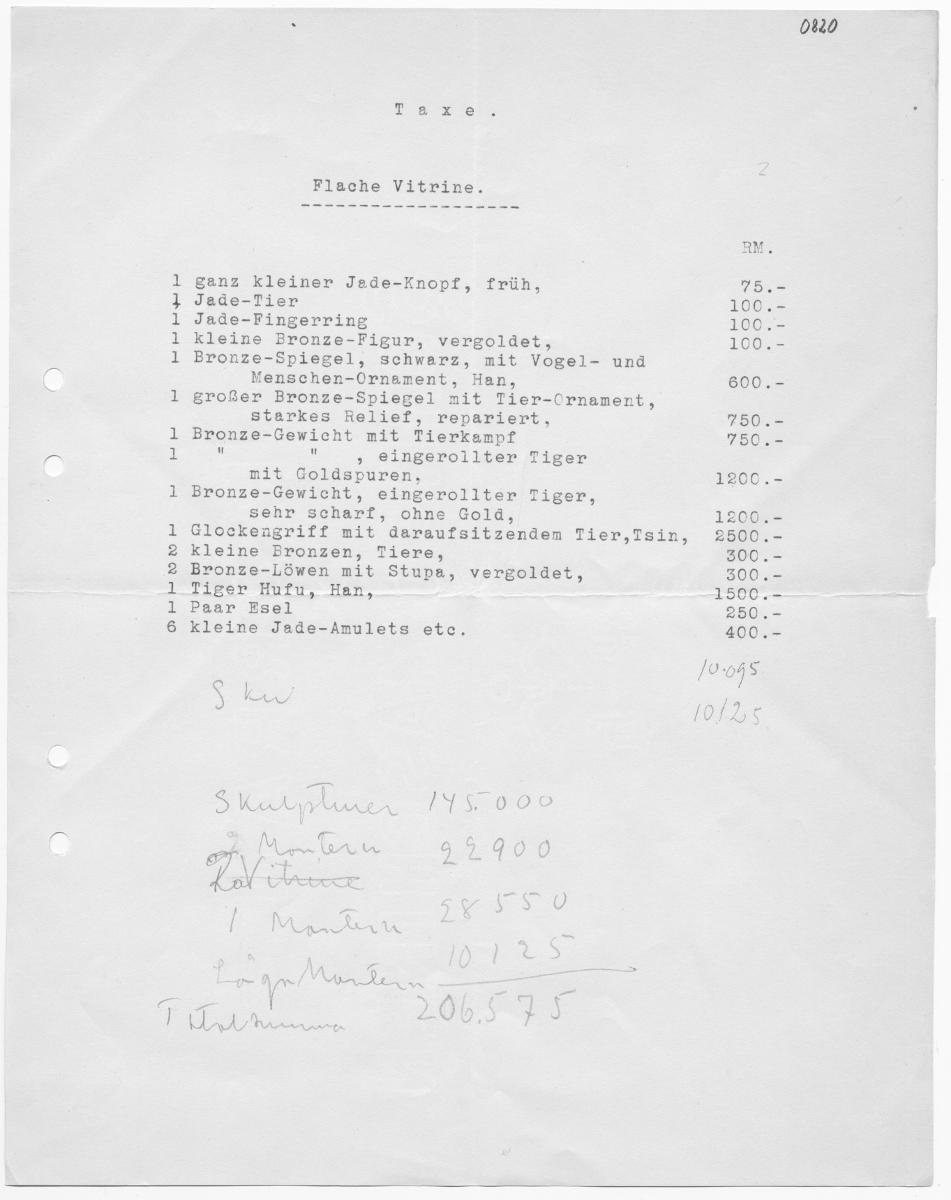 0820
T a x e .
2
Flache Vitrine.
RM.
1 ganz kleiner Jade-Knopf, früh, 75.-
1 Jade-Tier 100.-
1 Jade-Fingerring 100.-
1 kleine Bronze-Figur, vergoldet, 100.-
1 Bronze-Spiegel, schwarz, mit Vogel- und
Menschen-Ornament, Han, 600.-
1 großer Bronze-Spiegel mit Tier-Ornament,
starkes Relief, repariert, 750.-
1 Bronze-Gewicht mit Tierkampf 750.-
1 " " , eingerollter Tiger
mit Goldspuren, 1200.-
1 Bronze-Gewicht, eingerollter Tiger,
sehr scharf, ohne Gold, 1200.-
1 Glockengriff mit daraufsitzendem Tier,Tsin, 2500.-
2 kleine Bronzen, Tiere, 300.-
2 Bronze-Löwen mit Stupa, vergoldet, 300.-
1 Tiger Hufu, Han, 1500.-
1 Paar Esel 250.-
6 kleine Jade-Amulets etc. 400.-
10.095
Sku 10125
Skulpturer 145.000
Montern 22900
Vitrine
1 Montern 28550
Låga Montern 10125
Totalsumma 206.575